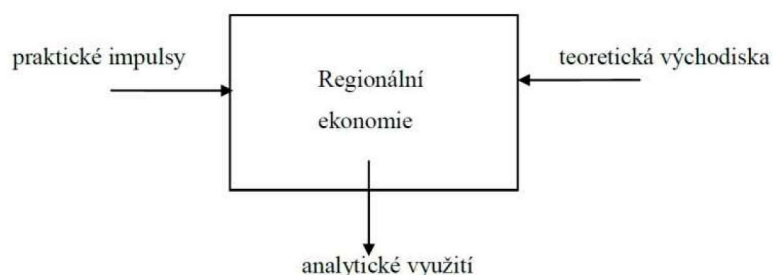 praktické impulsy
Regionální
ekonomie
teoretická východiska
analytické využití